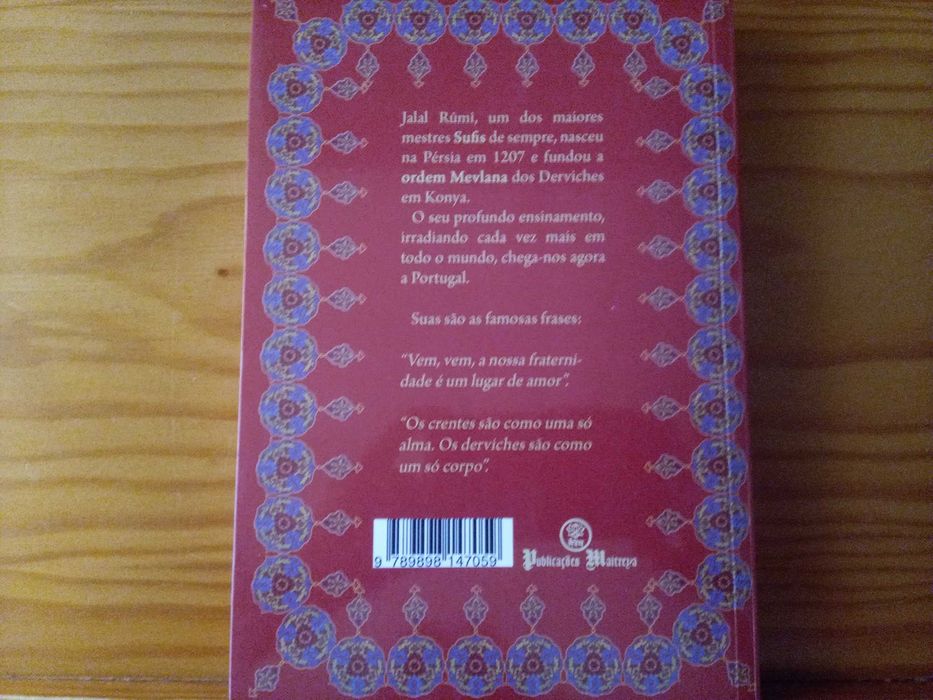 Jalal Rûmi, um dos maiores
mestres Sufis de sempre, nasceu
na Pérsia em 1207 e fundou a
ordem Mevlana dos Derviches
em Konya.
O seu profundo ensinamento,
irradiando cada vez mais em
todo o mundo, chega-nos agora
a Portugal.
Suas são as famosas frases:
"Vem, vem, a nossa fraterni-
dade é um lugar de amor".
"Os crentes são como uma só
alma. Os derviches são como
um só corpo".
9 789898 147059
Publicações Maitreya